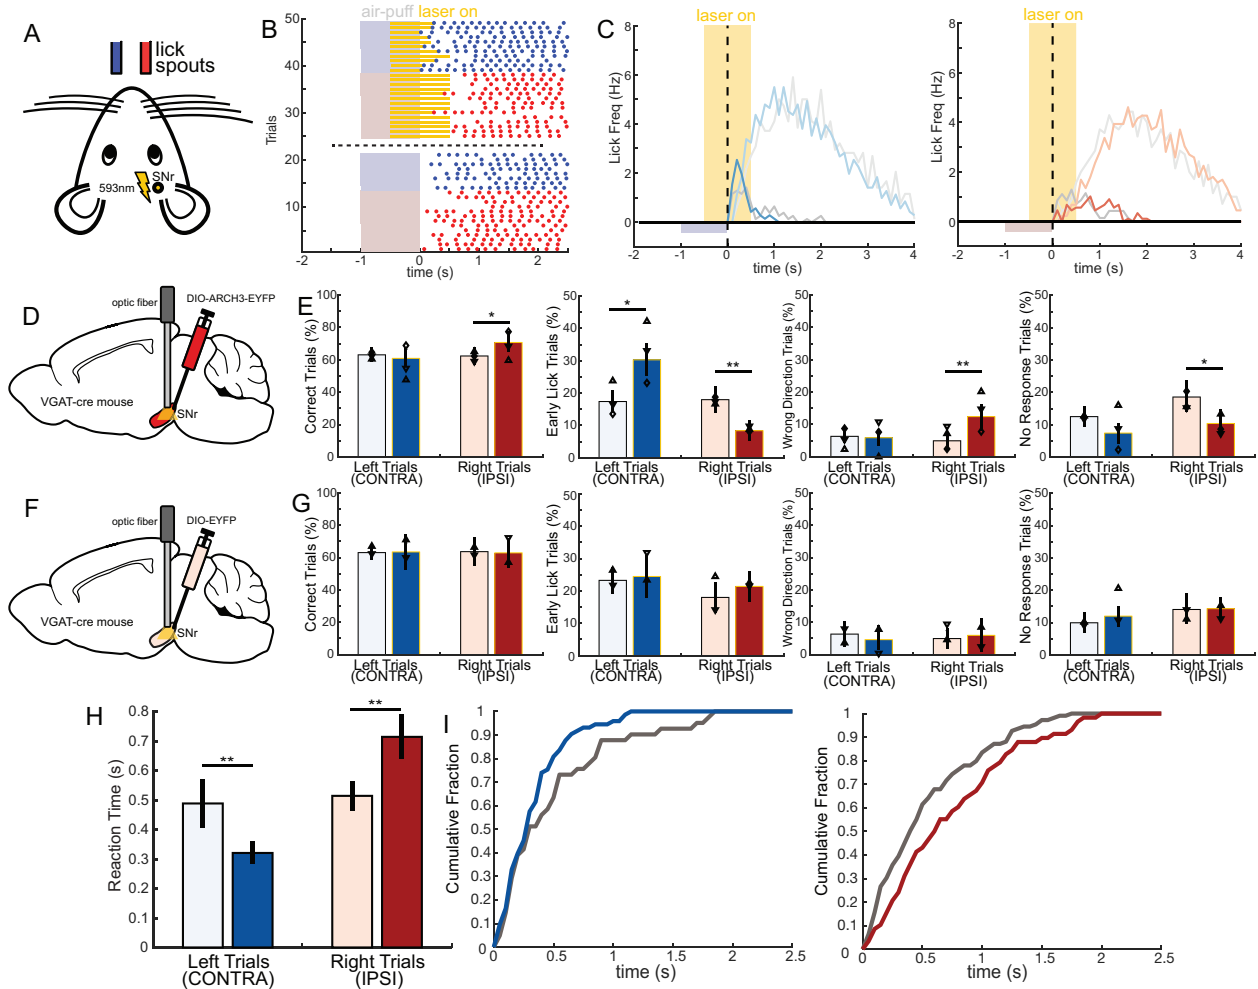 A
lick
spouts
593nm
SNr
B
air-puff laser on
50
40
30
20
10
Trials
-2 -1 0 1 2
time (s)
C
laser on
8
6
4
2
0
Lick Freq (Hz)
-2 -1 0 1 2 3 4
time (s)
laser on
8
6
4
2
0
Lick Freq (Hz)
-2 -1 0 1 2 3 4
time (s)
D
optic fiber
DIO-ARCH3-EYFP
VGAT-cre mouse
SNr
E
100
80
60
40
20
0
Correct Trials (%)
*
Left Trials
(CONTRA)
Right Trials
(IPSI)
50
40
30
20
10
0
Early Lick Trials (%)
*
**
Left Trials
(CONTRA)
Right Trials
(IPSI)
50
40
30
20
10
0
Wrong Direction Trials (%)
**
Left Trials
(CONTRA)
Right Trials
(IPSI)
50
40
30
20
10
0
No Response Trials (%)
*
Left Trials
(CONTRA)
Right Trials
(IPSI)
F
optic fiber
DIO-EYFP
VGAT-cre mouse
SNr
G
100
80
60
40
20
0
Correct Trials (%)
Left Trials
(CONTRA)
Right Trials
(IPSI)
50
40
30
20
10
0
Early Lick Trials (%)
Left Trials
(CONTRA)
Right Trials
(IPSI)
50
40
30
20
10
0
Wrong Direction Trials (%)
Left Trials
(CONTRA)
Right Trials
(IPSI)
50
40
30
20
10
0
No Response Trials (%)
Left Trials
(CONTRA)
Right Trials
(IPSI)
H
0.8
0.7
0.6
0.5
0.4
0.3
0.2
0.1
0
Reaction Time (s)
**
**
Left Trials
(CONTRA)
Right Trials
(IPSI)
I
1
0.9
0.8
0.7
0.6
0.5
0.4
0.3
0.2
0.1
0
Cumulative Fraction
0 0.5 1 1.5 2 2.5
time (s)
1
0.9
0.8
0.7
0.6
0.5
0.4
0.3
0.2
0.1
0
Cumulative Fraction
0 0.5 1.0 1.5 2.0 2.5
time (s)